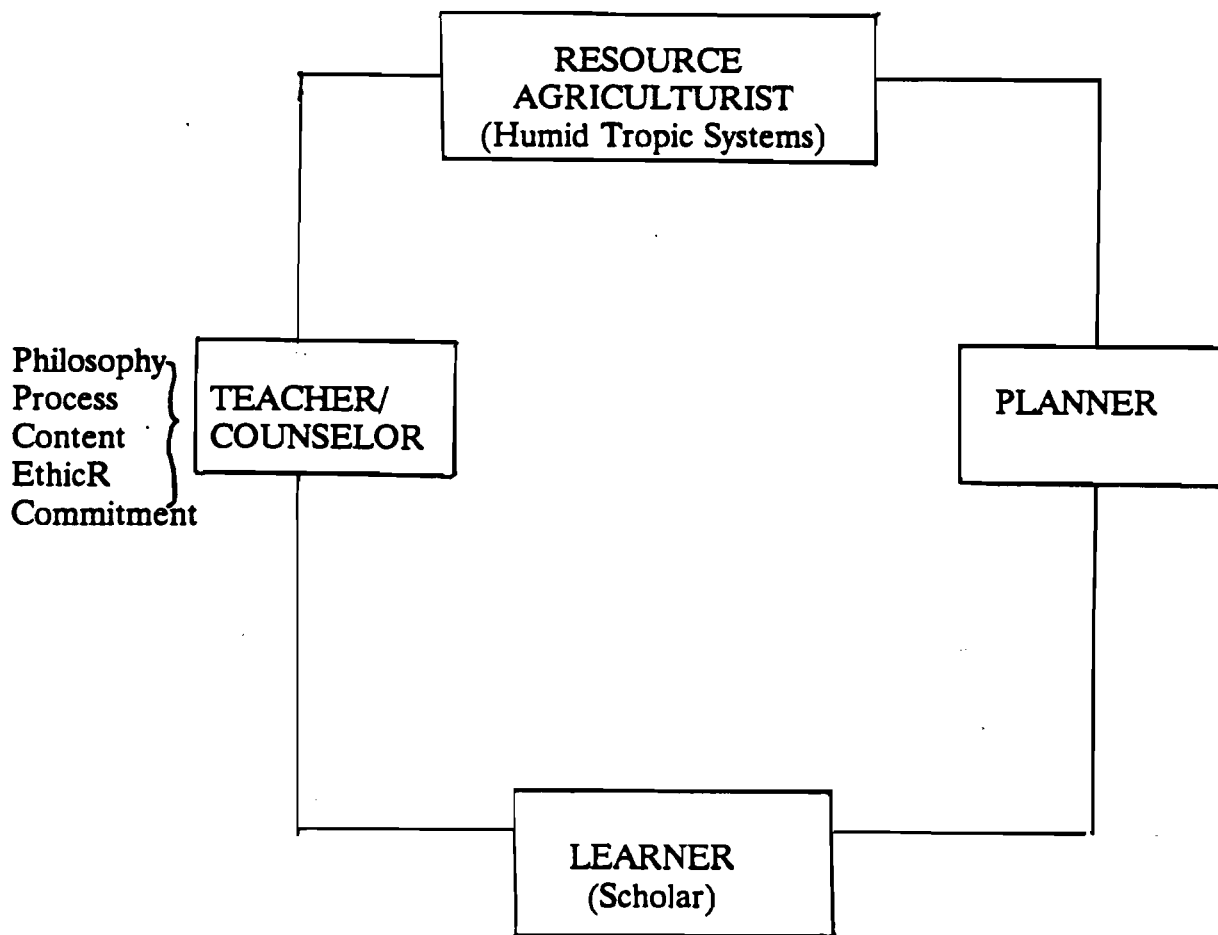 RESOURCE
AGRICULTURIST
(Humid Tropic Systems)
Philosophy
Process
Content
EthicR
Commitment
TEACHER/
COUNSELOR
PLANNER
LEARNER
(Scholar)